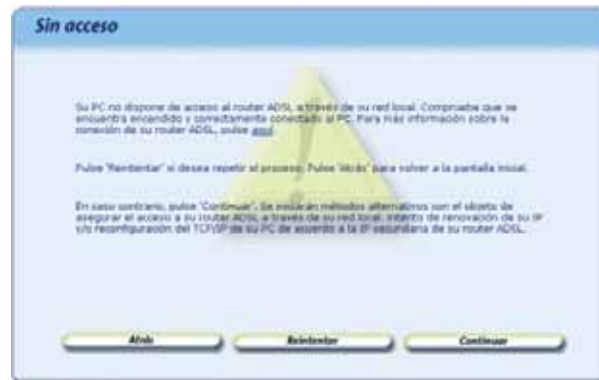 Sin acceso
Su PC no dispone de acceso al router ADSL a través de su red local. Compruebe que se
encuentra encendido y correctamente conectado al PC. Para más información sobre la
conexión de su router ADSL, pulse aquí.
Pulse 'Reintentar' si desea repetir el proceso. Pulse 'Atrás' para volver a la pantalla inicial.
En caso contrario, pulse 'Continuar'. Se iniciarán métodos alternativos con el objeto de
asegurar el acceso a su router ADSL a través de su red local: intento de renovación de su IP
y/o reconfiguración del TCP/IP de su PC de acuerdo a la IP secundaria de su router ADSL.
Atrás
Reintentar
Continuar